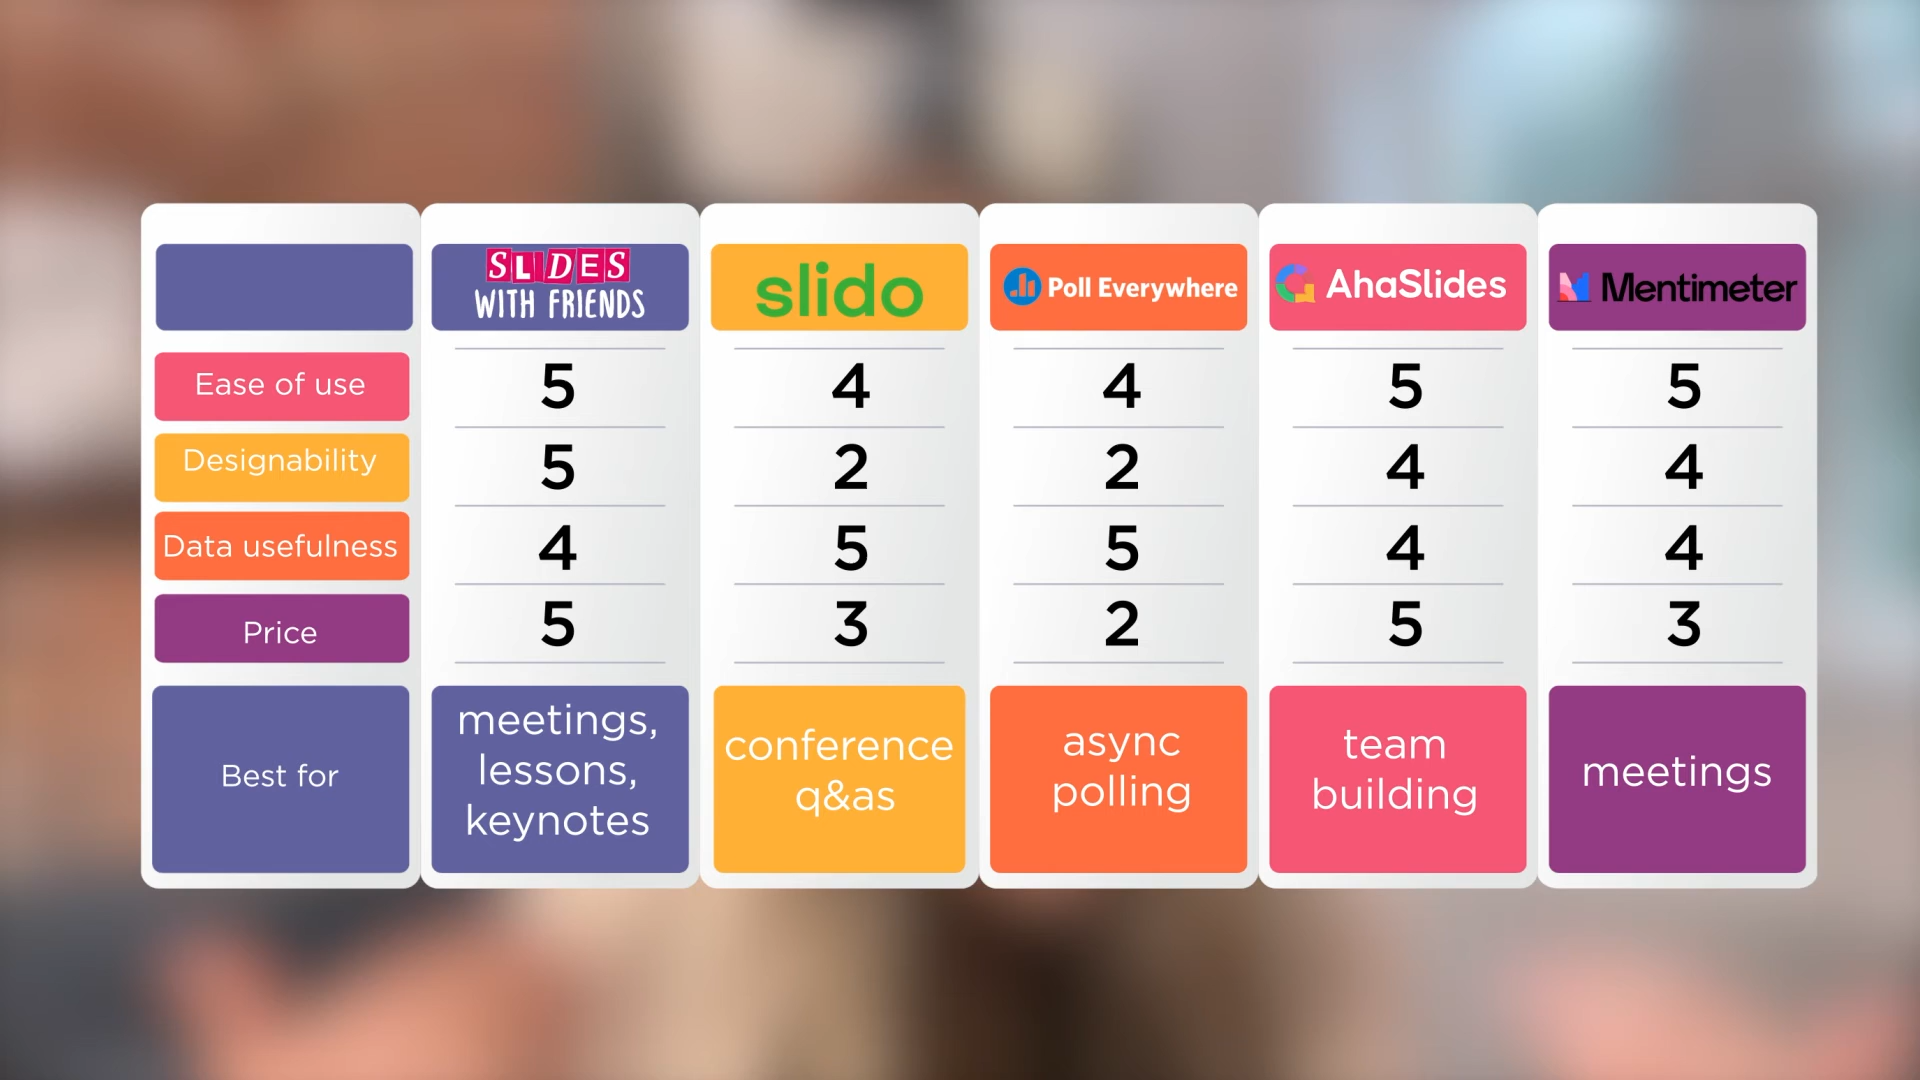 SLIDES
WITH FRIENDS
slido
Poll Everywhere
AhaSlides
Mentimeter
Ease of use
5
4
4
5
5
Designability
5
2
2
4
4
Data usefulness
4
5
5
4
4
Price
5
3
2
5
3
Best for
meetings,
lessons,
keynotes
conference
q&as
async
polling
team
building
meetings